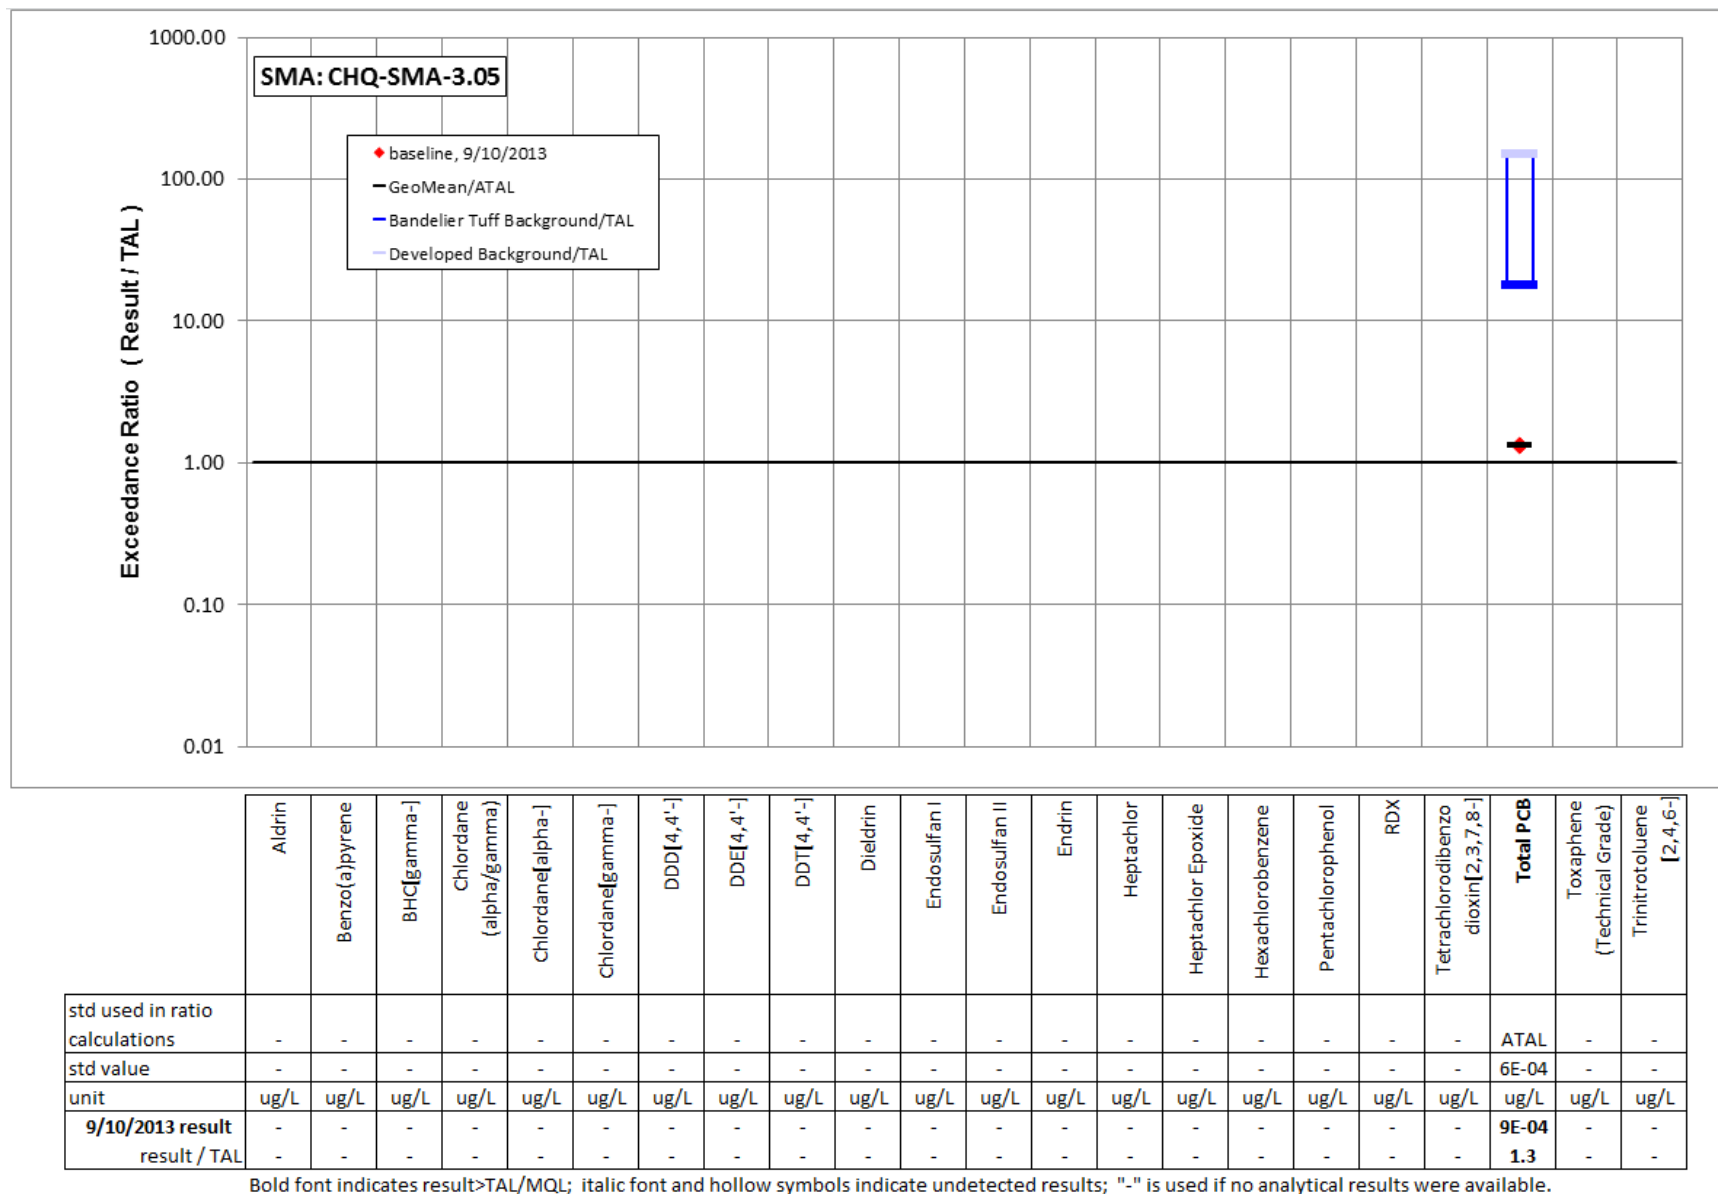 1000.00
SMA: CHQ-SMA-3.05
baseline, 9/10/2013
GeoMean/ATAL
Bandelier Tuff Background/TAL
Developed Background/TAL
100.00
10.00
1.00
0.10
0.01
Exceedance Ratio ( Result / TAL )
Aldrin
Benzo(a)pyrene
BHC[gamma-]
Chlordane
(alpha/gamma)
Chlordane[alpha-]
Chlordane[gamma-]
DDD[4,4'-]
DDE[4,4'-]
DDT[4,4'-]
Dieldrin
Endosulfan I
Endosulfan II
Endrin
Heptachlor
Heptachlor Epoxide
Hexachlorobenzene
Pentachlorophenol
RDX
Tetrachlorodibenzo
dioxin[2,3,7,8-]
Total PCB
Toxaphene
(Technical Grade)
Trinitrotoluene
[2,4,6-]
std used in ratio
calculations - - - - - - - - - - - - - - - - - - - ATAL - -
std value - - - - - - - - - - - - - - - - - - - 6E-04 - -
unit ug/L ug/L ug/L ug/L ug/L ug/L ug/L ug/L ug/L ug/L ug/L ug/L ug/L ug/L ug/L ug/L ug/L ug/L ug/L ug/L ug/L ug/L
9/10/2013 result - - - - - - - - - - - - - - - - - - - 9E-04 - -
result / TAL - - - - - - - - - - - - - - - - - - - 1.3 - -
Bold font indicates result>TAL/MQL; italic font and hollow symbols indicate undetected results; "-" is used if no analytical results were available.